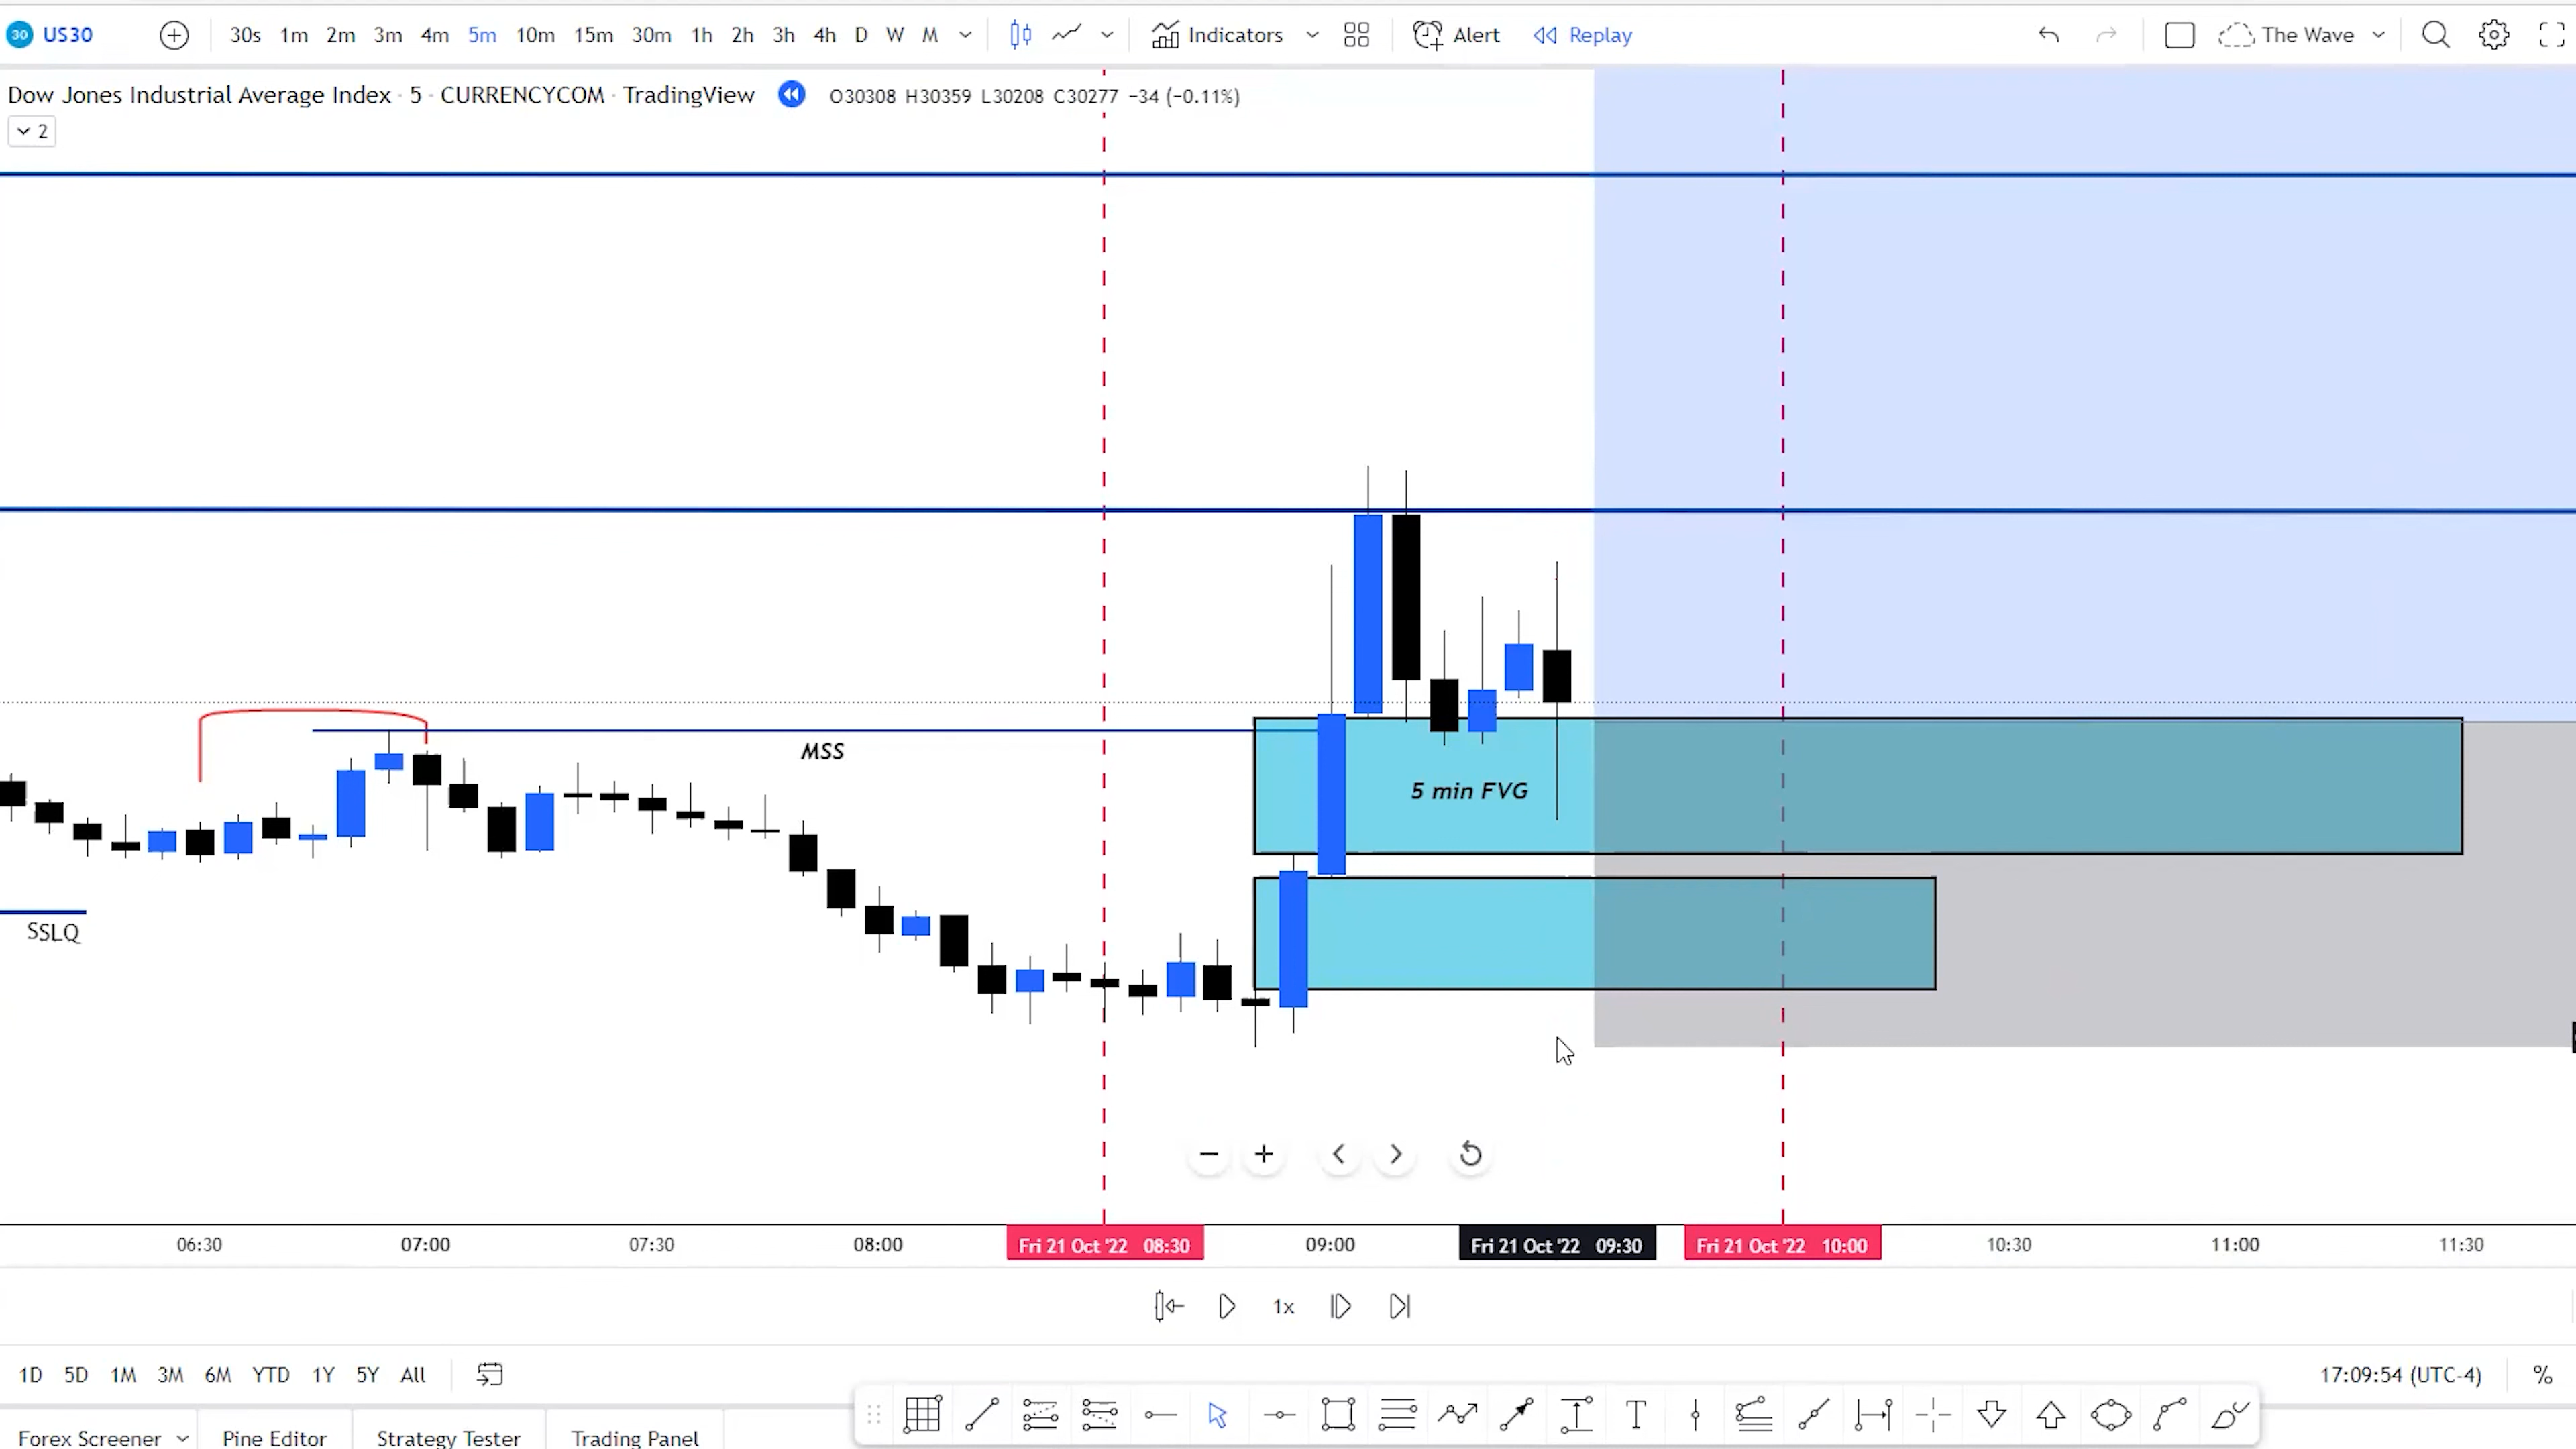 30 US30 30s 1m 2m 3m 4m 5m 10m 15m 30m 1h 2h 3h 4h D W M Indicators Alert Replay The Wave
Dow Jones Industrial Average Index · 5 · CURRENCYCOM · TradingView O30308 H30359 L30208 C30277 −34 (−0.11%)
2
MSS
5 min FVG
SSLQ
06:30 07:00 07:30 08:00 Fri 21 Oct '22 08:30 09:00 Fri 21 Oct '22 09:30 Fri 21 Oct '22 10:00 10:30 11:00 11:30
1x
1D 5D 1M 3M 6M YTD 1Y 5Y All 17:09:54 (UTC-4) %
Forex Screener Pine Editor Strategy Tester Trading Panel